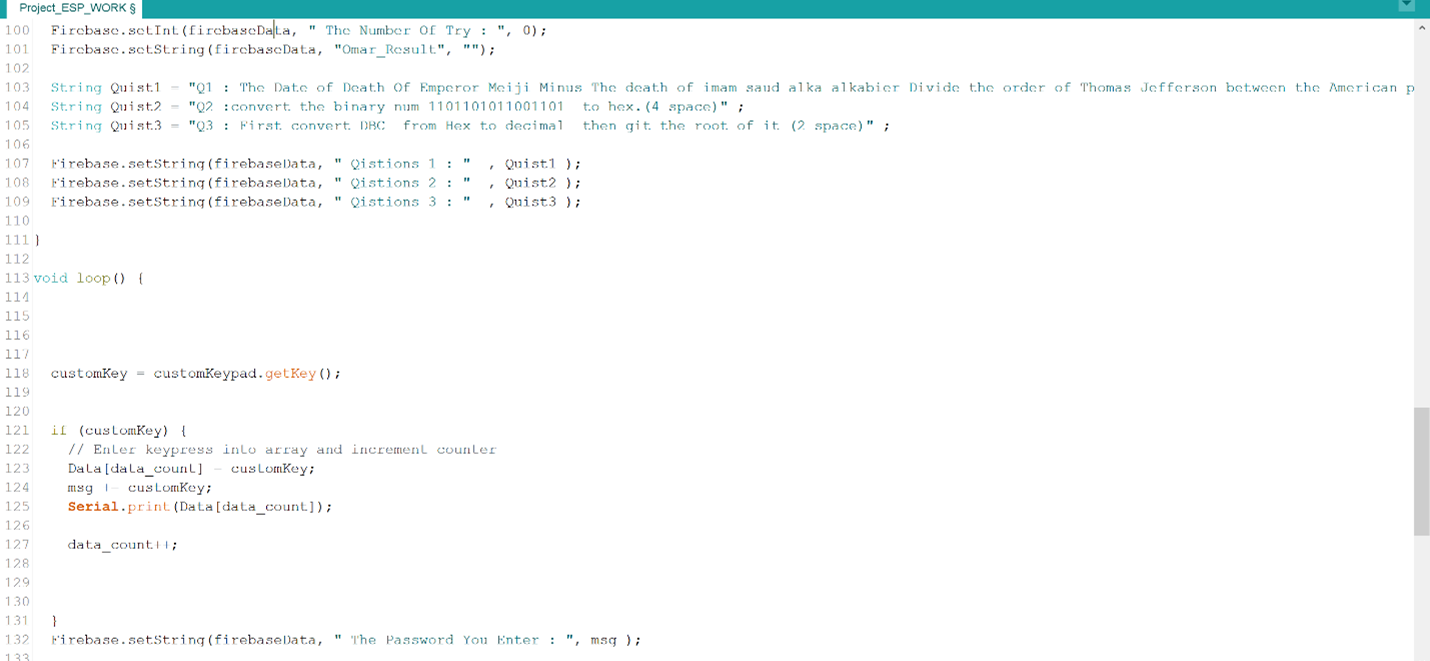 Project_ESP_WORK §
100 Firebase.setInt(firebaseData, " The Number Of Try : ", 0);
101 Firebase.setString(firebaseData, "Omar_Result", "");
102
103 String Quist1 = "Q1 : The Date of Death Of Emperor Meiji Minus The death of imam saud alka alkabier Divide the order of Thomas Jefferson between the American p
104 String Quist2 = "Q2 :convert the binary num 1101101011001101 to hex.(4 space)" ;
105 String Quist3 = "Q3 : First convert DBC from Hex to decimal then git the root of it (2 space)" ;
106
107 Firebase.setString(firebaseData, " Qistions 1 : " , Quist1 );
108 Firebase.setString(firebaseData, " Qistions 2 : " , Quist2 );
109 Firebase.setString(firebaseData, " Qistions 3 : " , Quist3 );
110
111 }
112
113 void loop() {
114
115
116
117
118 customKey = customKeypad.getKey();
119
120
121 if (customKey) {
122 // Enter keypress into array and increment counter
123 Data[data_count] = customKey;
124 msg += customKey;
125 Serial.print(Data[data_count]);
126
127 data_count++;
128
129
130
131 }
132 Firebase.setString(firebaseData, " The Password You Enter : ", msg );
133